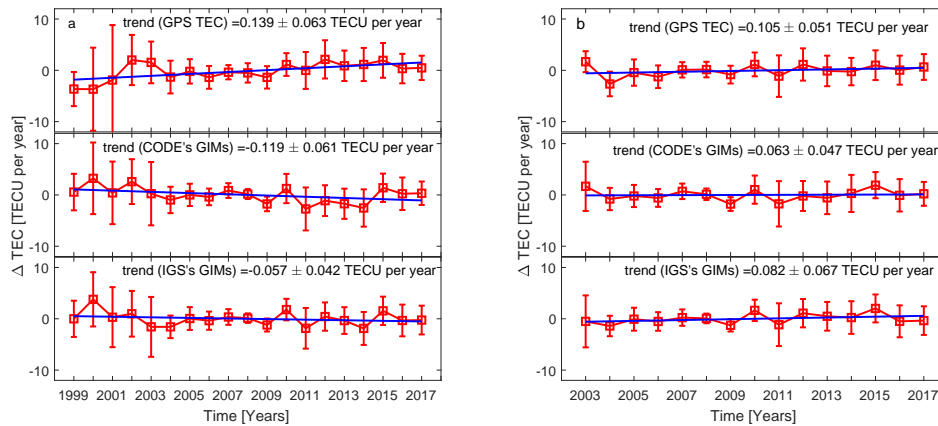 a
trend (GPS TEC) =0.139 ± 0.063 TECU per year
10
0
-10
trend (CODE's GIMs) =-0.119 ± 0.061 TECU per year
10
0
-10
trend (IGS's GIMs) =-0.057 ± 0.042 TECU per year
10
0
-10
Δ TEC [TECU per year]
1999 2001 2003 2005 2007 2009 2011 2013 2015 2017
Time [Years]
b
trend (GPS TEC) =0.105 ± 0.051 TECU per year
10
0
-10
trend (CODE's GIMs) =0.063 ± 0.047 TECU per year
10
0
-10
trend (IGS's GIMs) =0.082 ± 0.067 TECU per year
10
0
-10
Δ TEC [TECU per year]
2003 2005 2007 2009 2011 2013 2015 2017
Time [Years]